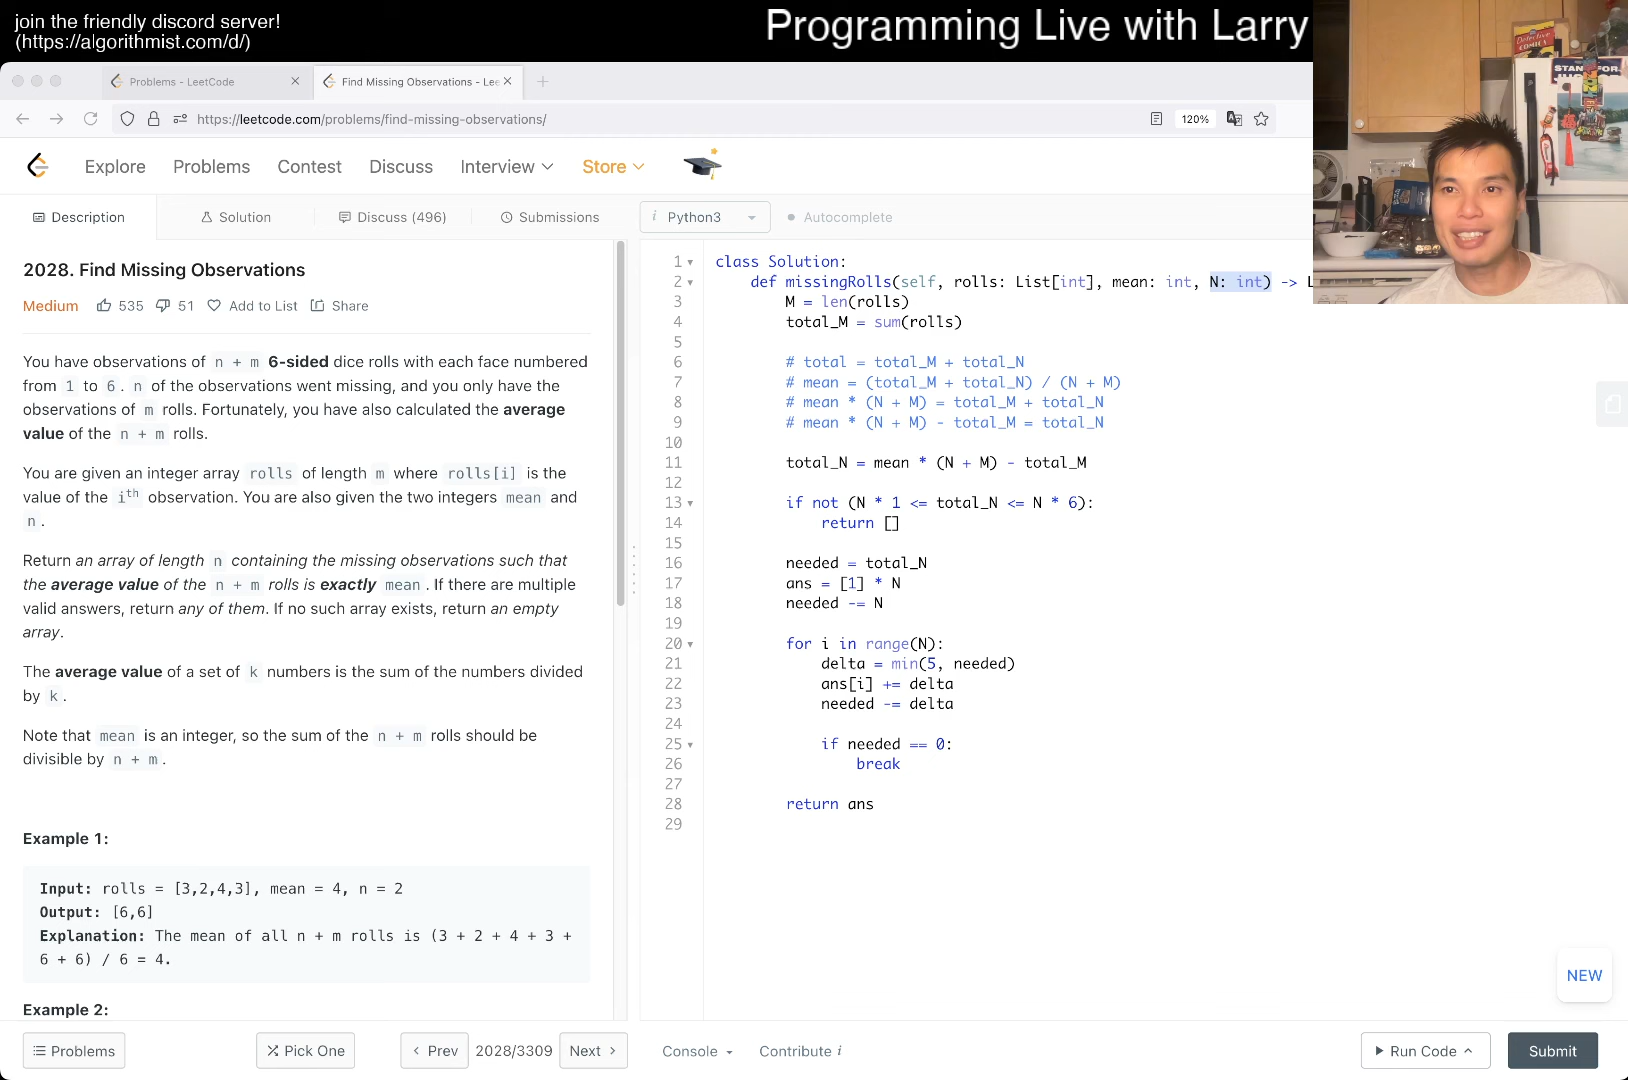 join the friendly discord server!
(https://algorithmist.com/d/)
Programming Live with Larry
Problems - LeetCode
Find Missing Observations - Lee
https://leetcode.com/problems/find-missing-observations/
120%
Explore
Problems
Contest
Discuss
Interview
Store
Description
Solution
Discuss (496)
Submissions
i Python3
Autocomplete
2028. Find Missing Observations
Medium
535
51
Add to List
Share
You have observations of n + m 6-sided dice rolls with each face numbered
from 1 to 6. n of the observations went missing, and you only have the
observations of m rolls. Fortunately, you have also calculated the average
value of the n + m rolls.
You are given an integer array rolls of length m where rolls[i] is the
value of the ith observation. You are also given the two integers mean and
n.
Return an array of length n containing the missing observations such that
the average value of the n + m rolls is exactly mean. If there are multiple
valid answers, return any of them. If no such array exists, return an empty
array.
The average value of a set of k numbers is the sum of the numbers divided
by k.
Note that mean is an integer, so the sum of the n + m rolls should be
divisible by n + m.
Example 1:
Input: rolls = [3,2,4,3], mean = 4, n = 2
Output: [6,6]
Explanation: The mean of all n + m rolls is (3 + 2 + 4 + 3 +
6 + 6) / 6 = 4.
Example 2:
1 class Solution:
2 def missingRolls(self, rolls: List[int], mean: int, N: int) -> L
3 M = len(rolls)
4 total_M = sum(rolls)
5
6 # total = total_M + total_N
7 # mean = (total_M + total_N) / (N + M)
8 # mean * (N + M) = total_M + total_N
9 # mean * (N + M) - total_M = total_N
10
11 total_N = mean * (N + M) - total_M
12
13 if not (N * 1 <= total_N <= N * 6):
14 return []
15
16 needed = total_N
17 ans = [1] * N
18 needed -= N
19
20 for i in range(N):
21 delta = min(5, needed)
22 ans[i] += delta
23 needed -= delta
24
25 if needed == 0:
26 break
27
28 return ans
29
NEW
Problems
Pick One
Prev
2028/3309
Next
Console
Contribute i
Run Code
Submit